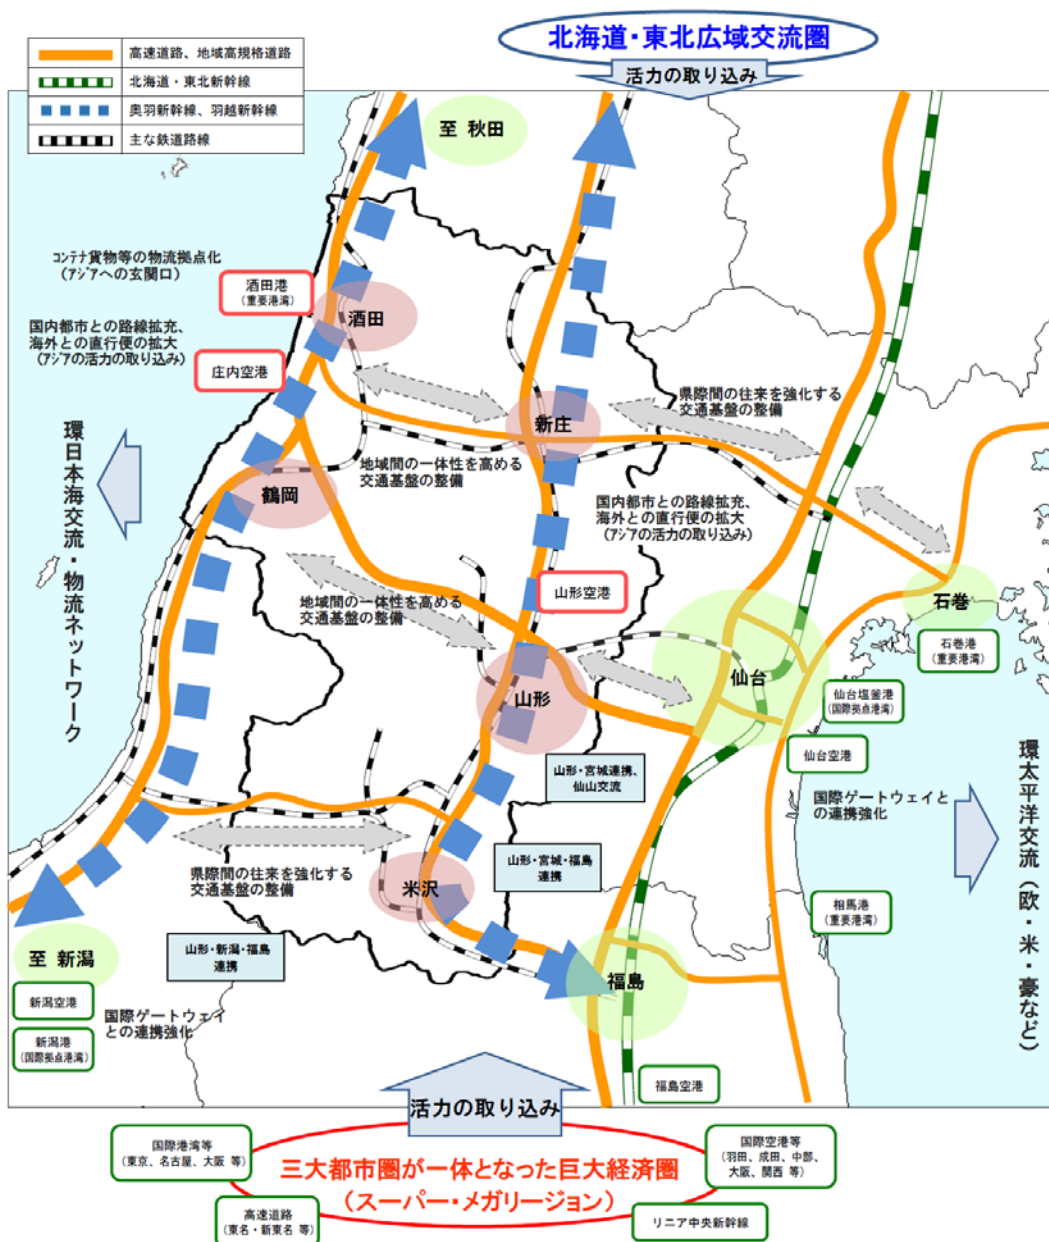 北海道・東北広域交流圏
活力の取り込み
高速道路、地域高規格道路
北海道・東北新幹線
奥羽新幹線、羽越新幹線
主な鉄道路線
至 秋田
コンテナ貨物等の物流拠点化
(アジアへの玄関口)
酒田港
(重要港湾)
酒田
国内都市との路線拡充、
海外との直行便の拡大
(アジアの活力の取り込み)
庄内空港
県際間の往来を強化する
交通基盤の整備
新庄
環日本海交流・物流ネットワーク
地域間の一体性を高める
交通基盤の整備
鶴岡
国内都市との路線拡充、
海外との直行便の拡大
(アジアの活力の取り込み)
山形空港
地域間の一体性を高める
交通基盤の整備
石巻
石巻港
(重要港湾)
仙台
山形
仙台塩釜港
(国際拠点港湾)
仙台空港
山形・宮城連携、
仙山交流
国際ゲートウェイと
の連携強化
環太平洋交流(欧・米・豪など)
山形・宮城・福島
連携
県際間の往来を強化する
交通基盤の整備
米沢
相馬港
(重要港湾)
山形・新潟・福島
連携
至 新潟
福島
新潟空港
国際ゲートウェイ
との連携強化
新潟港
(国際拠点港湾)
福島空港
活力の取り込み
国際港湾等
(東京、名古屋、大阪 等)
国際空港等
(羽田、成田、中部、
大阪、関西 等)
三大都市圏が一体となった巨大経済圏
(スーパー・メガリージョン)
高速道路
(東名・新東名 等)
リニア中央新幹線